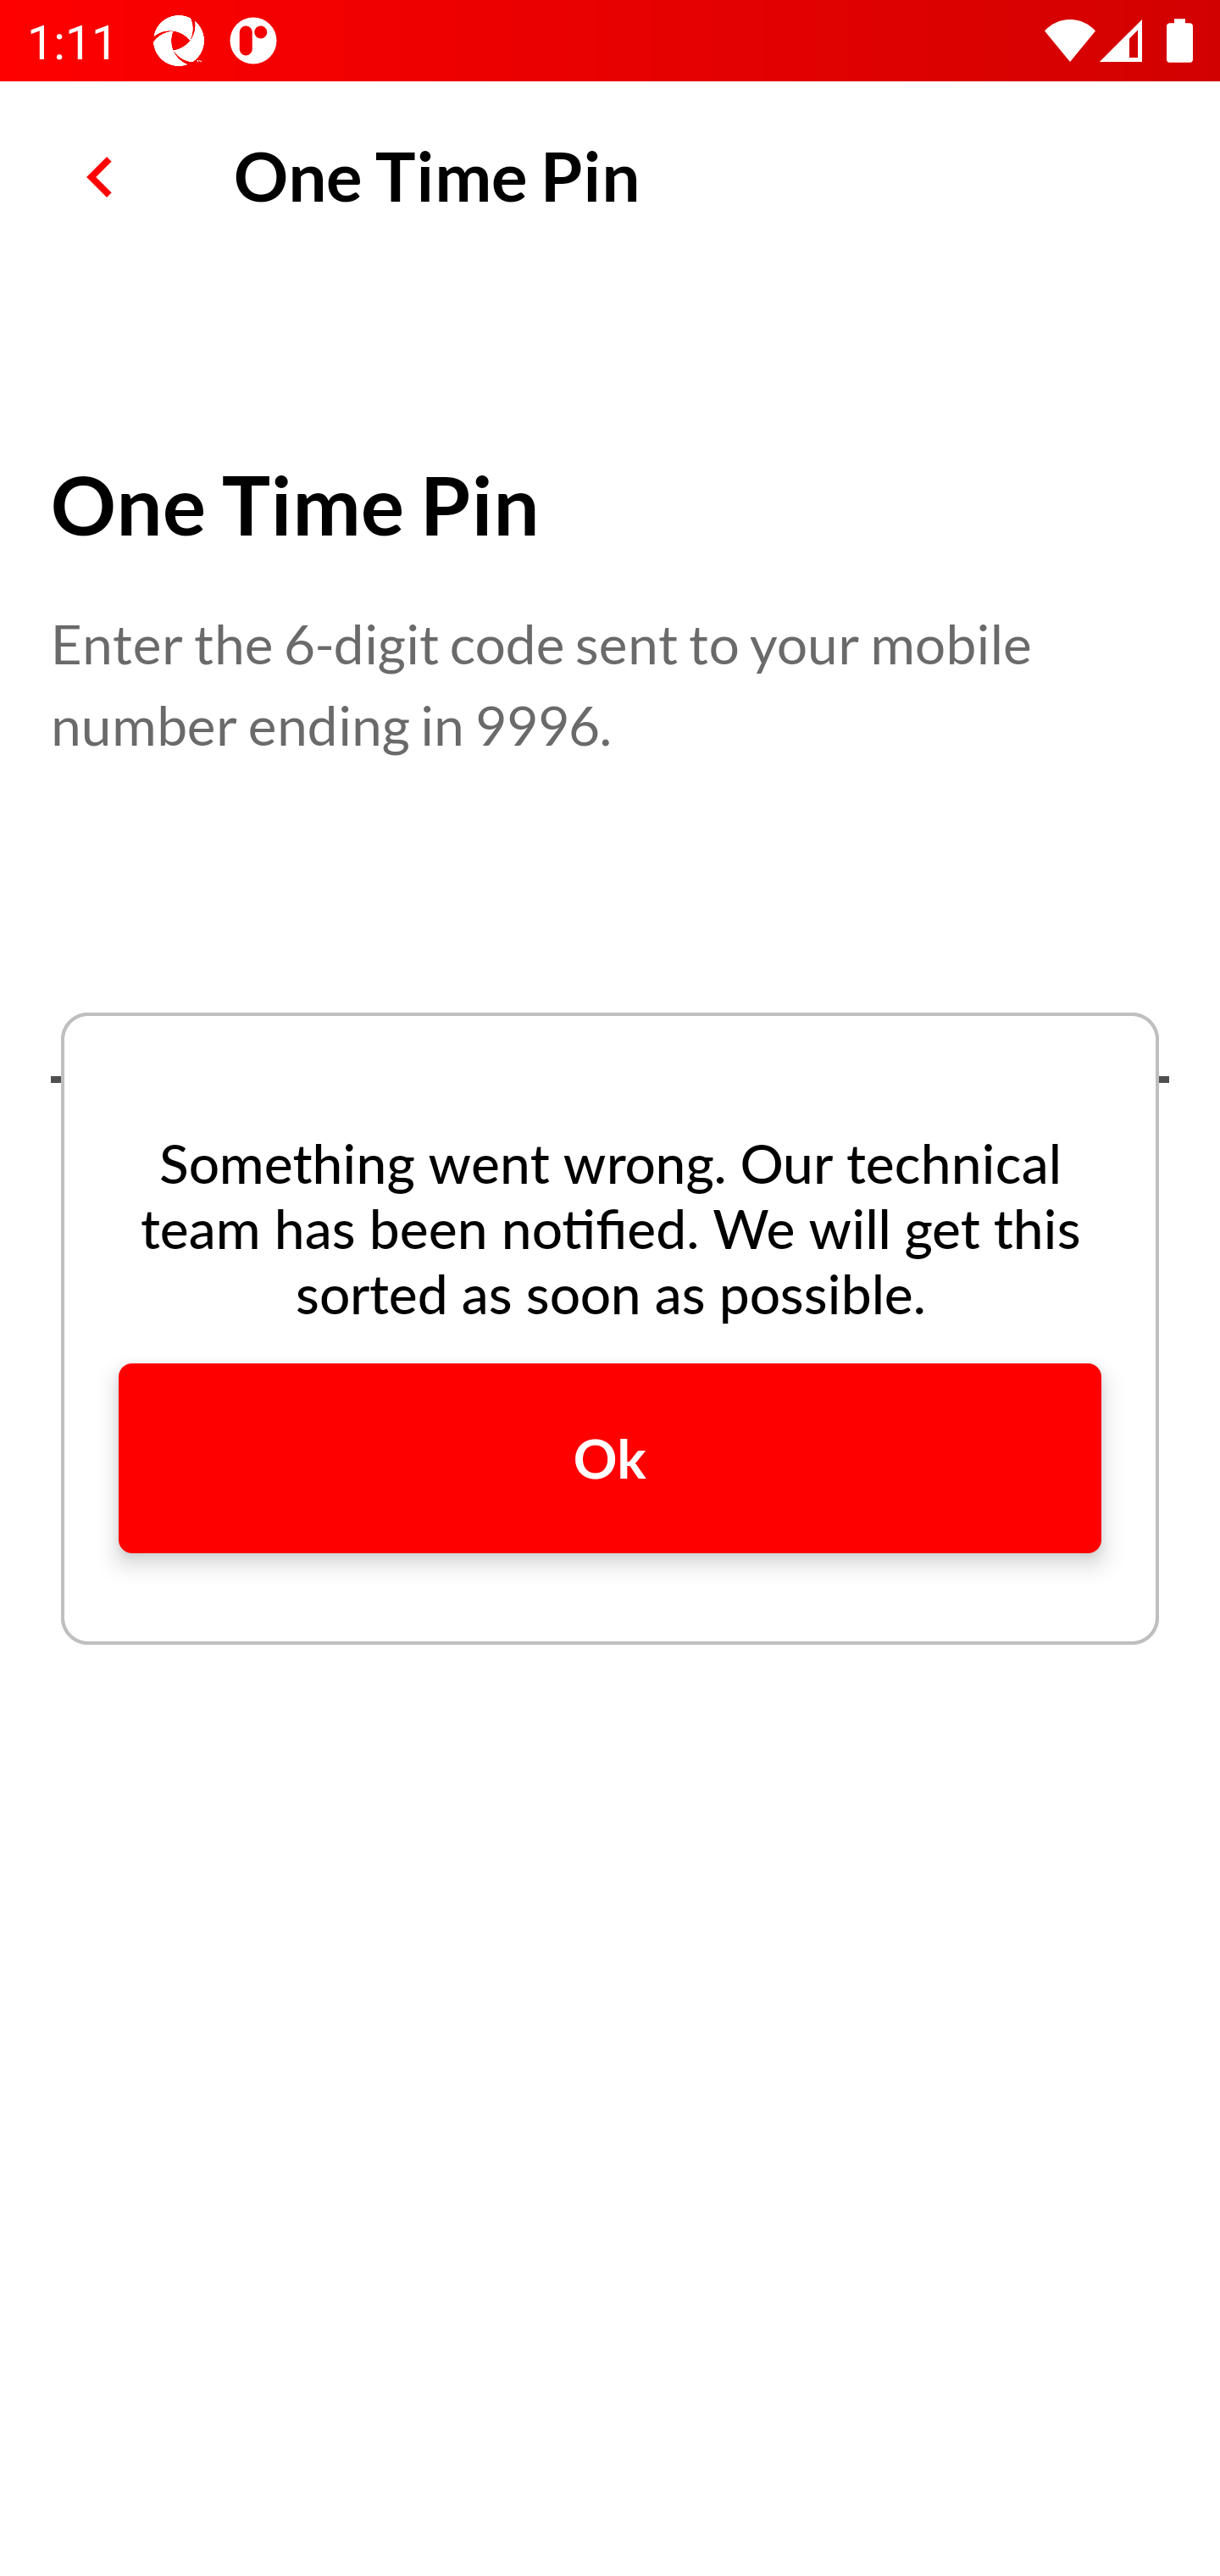 1:11
One Time Pin
One Time Pin
Enter the 6-digit code sent to your mobile
number ending in 9996.
Something went wrong. Our technical
team has been notified. We will get this
sorted as soon as possible.
Ok